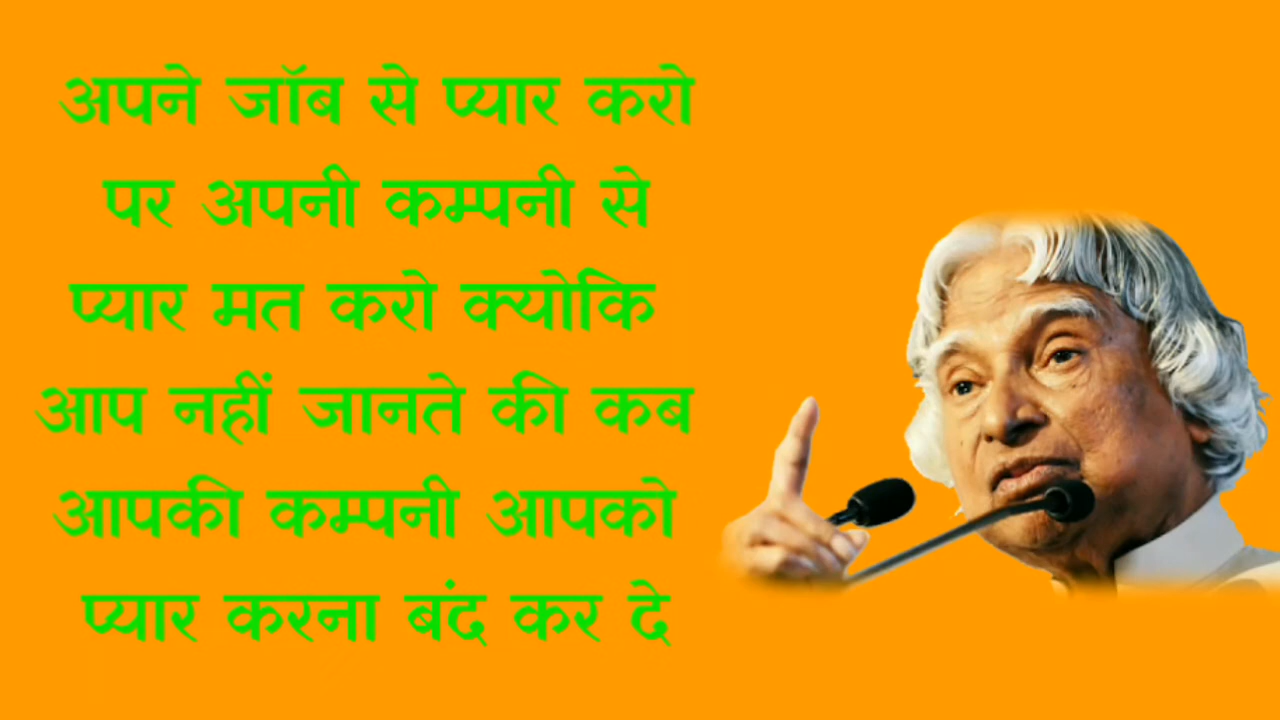 अपने जॉब से प्यार करो
पर अपनी कम्पनी से
प्यार मत करो क्योकि
आप नहीं जानते की कब
आपकी कम्पनी आपको
प्यार करना बंद कर दे